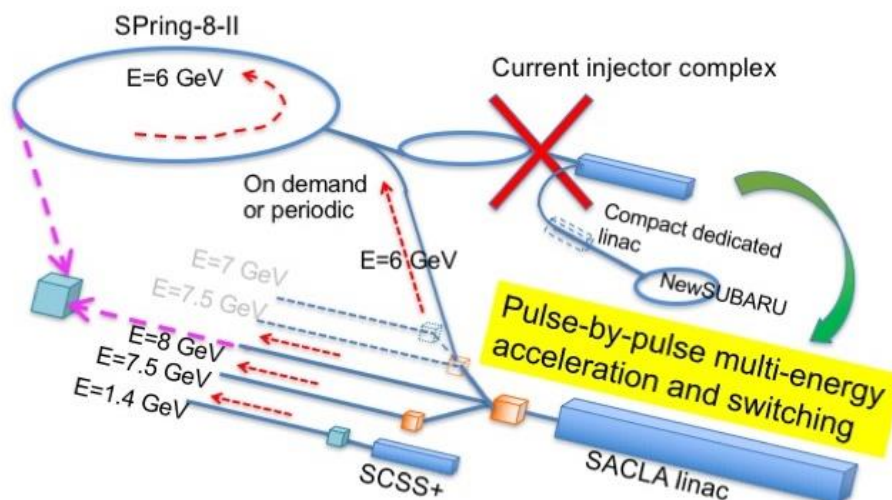 SPring-8-II
E=6 GeV
Current injector complex
On demand
or periodic
E=6 GeV
Compact dedicated
linac
NewSUBARU
E=7 GeV
E=7.5 GeV
E=8 GeV
E=7.5 GeV
E=1.4 GeV
Pulse-by-pulse multi-energy
acceleration and switching
SCSS+
SACLA linac